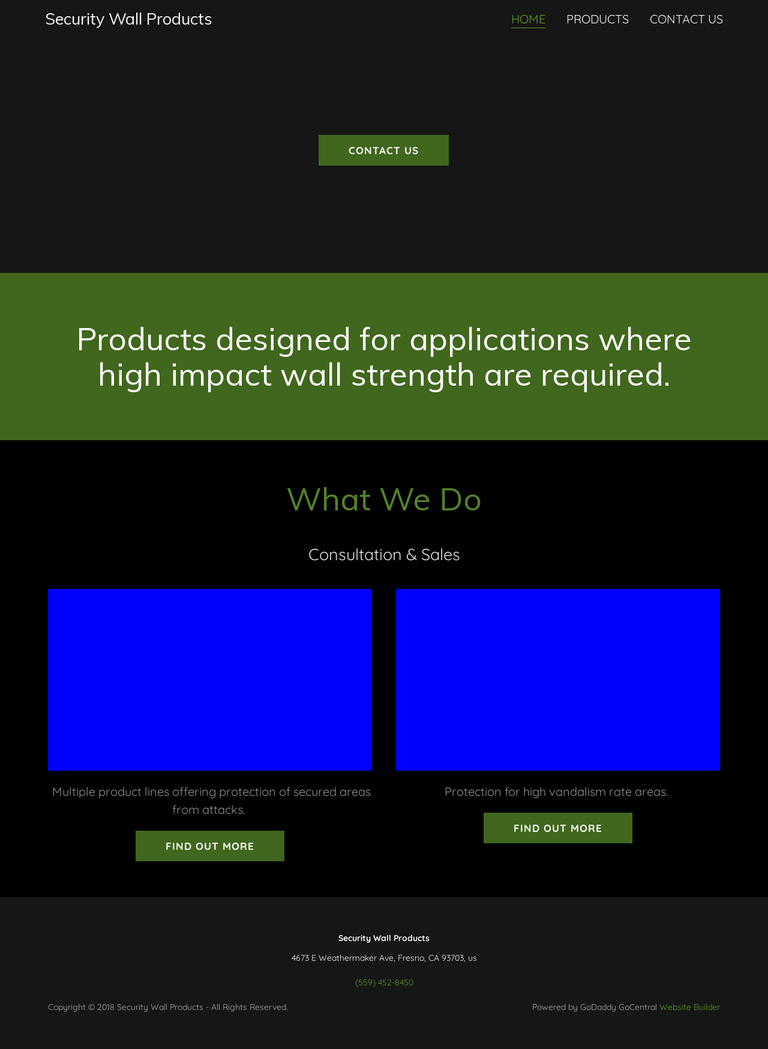 Security Wall Products
HOME
PRODUCTS
CONTACT US
CONTACT US
Products designed for applications where
high impact wall strength are required.
What We Do
Consultation & Sales
Multiple product lines offering protection of secured areas
from attacks.
FIND OUT MORE
Protection for high vandalism rate areas.
FIND OUT MORE
Security Wall Products
4673 E Weathermaker Ave, Fresno, CA 93703, us
(559) 452-8450
Copyright © 2018 Security Wall Products - All Rights Reserved.
Powered by GoDaddy GoCentral Website Builder